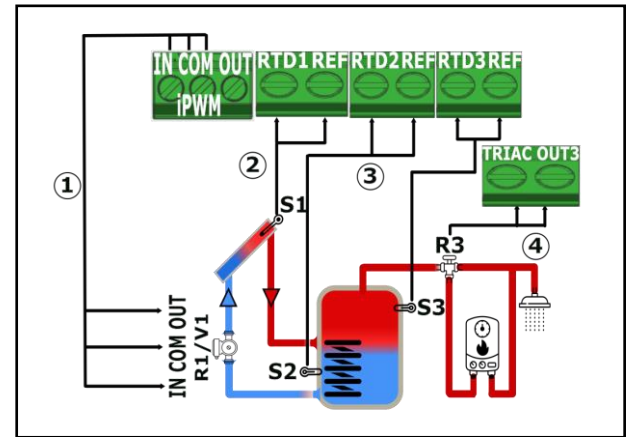 IN COM OUT
iPWM
RTD1 REF
RTD2 REF
RTD3 REF
TRIAC OUT3
1
2
3
4
S1
R3
S3
S2
IN COM OUT
R1/V1